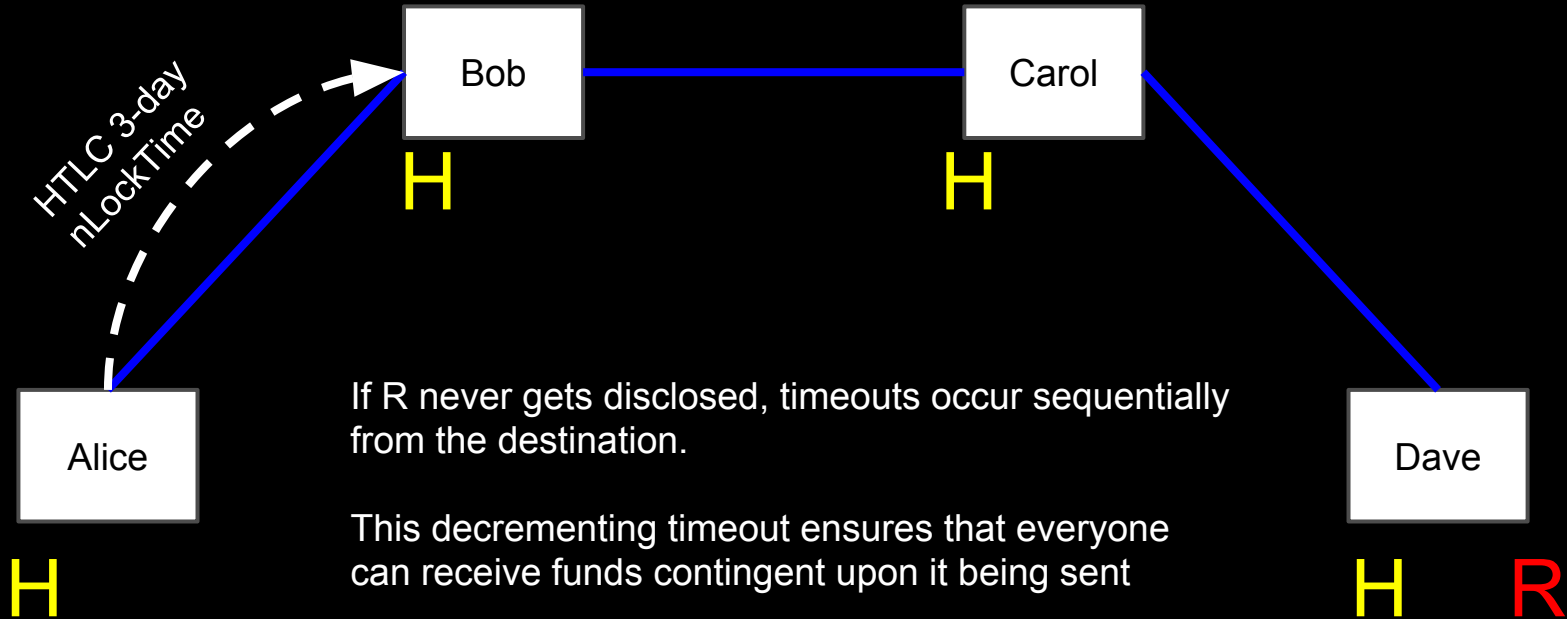 Bob
Carol
HTLC 3-day
nLockTime
H
H
If R never gets disclosed, timeouts occur sequentially
from the destination.
Alice
Dave
This decrementing timeout ensures that everyone
can receive funds contingent upon it being sent
H
H R